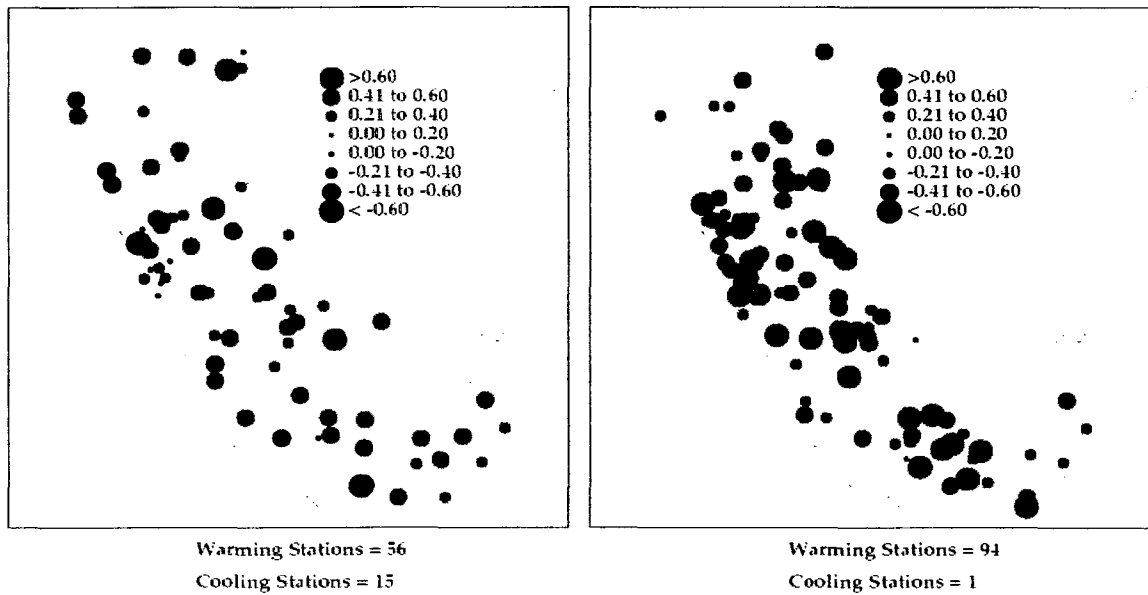 >0.60
0.41 to 0.60
0.21 to 0.40
0.00 to 0.20
0.00 to -0.20
-0.21 to -0.40
-0.41 to -0.60
< -0.60
>0.60
0.41 to 0.60
0.21 to 0.40
0.00 to 0.20
0.00 to -0.20
-0.21 to -0.40
-0.41 to -0.60
< -0.60
Warming Stations = 56
Cooling Stations = 15
Warming Stations = 94
Cooling Stations = 1